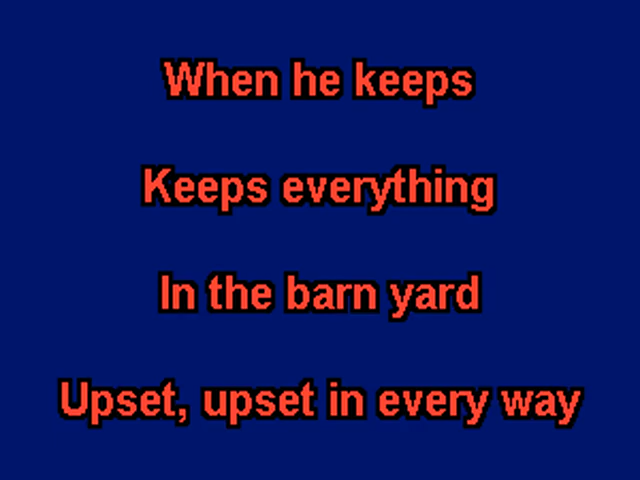 When he keeps
Keeps everything
In the barn yard
Upset, upset in every way